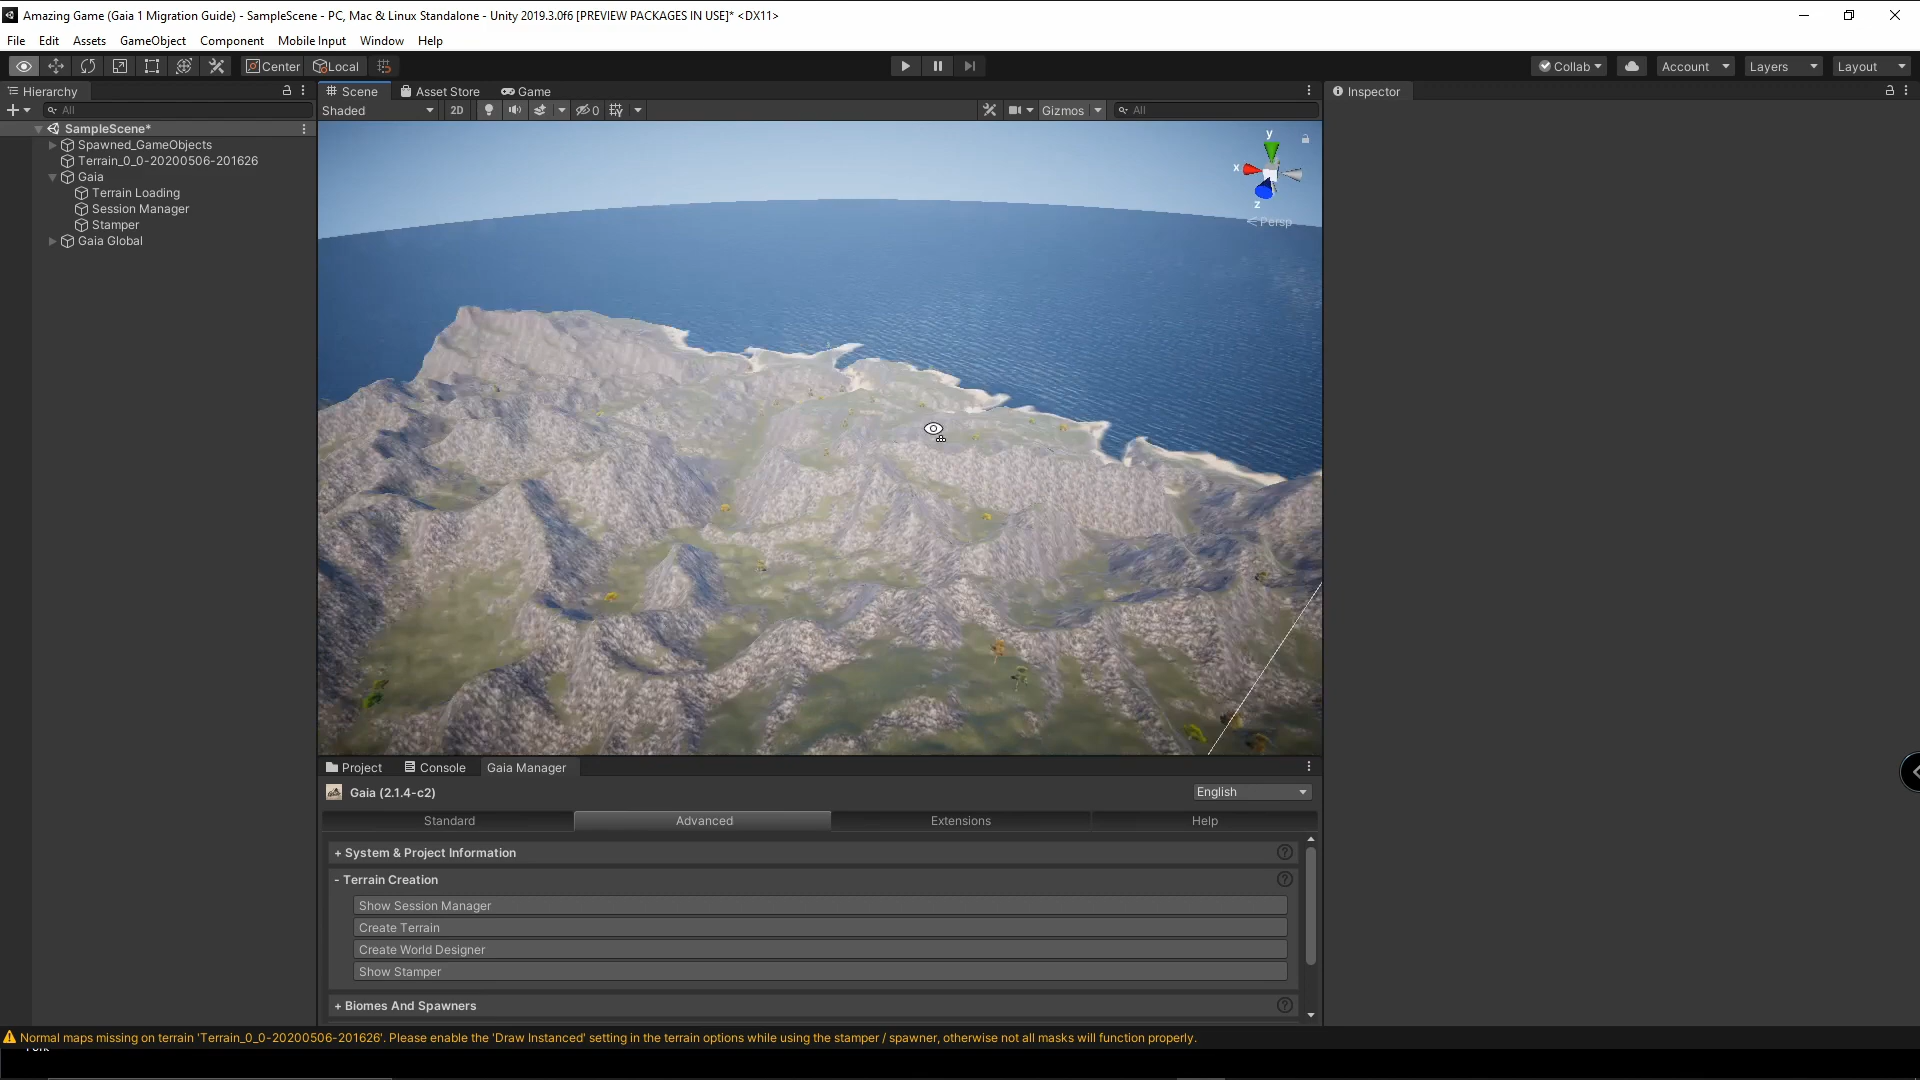 Amazing Game (Gaia 1 Migration Guide) - SampleScene - PC, Mac & Linux Standalone - Unity 2019.3.0f6 [PREVIEW PACKAGES IN USE]* <DX11>
File Edit Assets GameObject Component Mobile Input Window Help
Center Local Collab Account Layers Layout
Hierarchy Scene Asset Store Game Inspector
All Shaded 2D 0 Gizmos All
SampleScene*
Spawned_GameObjects
Terrain_0_0-20200506-201626
Gaia
Terrain Loading
Session Manager
Stamper
Gaia Global
y
x
z
Persp
Project Console Gaia Manager
Gaia (2.1.4-c2) English
Standard Advanced Extensions Help
+ System & Project Information ?
- Terrain Creation ?
Show Session Manager
Create Terrain
Create World Designer
Show Stamper
+ Biomes And Spawners ?
Normal maps missing on terrain 'Terrain_0_0-20200506-201626'. Please enable the 'Draw Instanced' setting in the terrain options while using the stamper / spawner, otherwise not all masks will function properly.